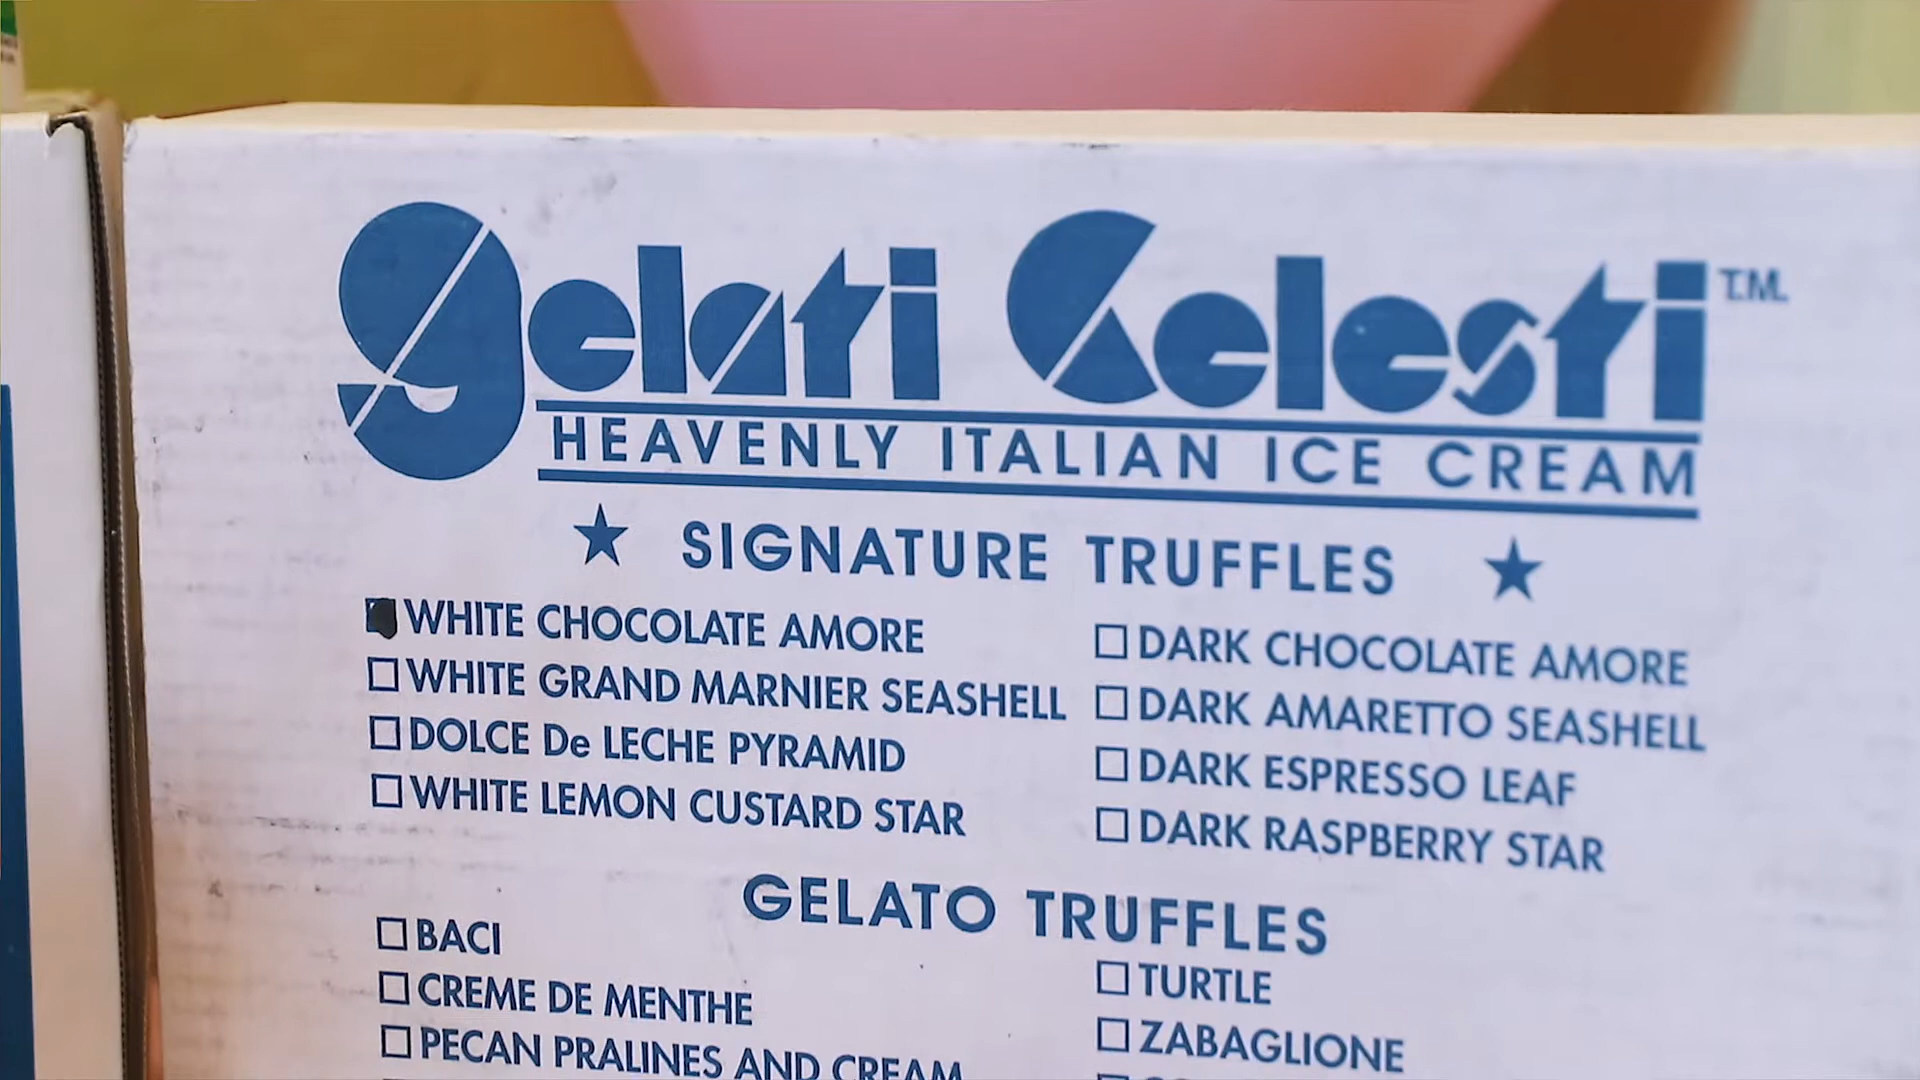 gelati Celesti T.M.
HEAVENLY ITALIAN ICE CREAM
★ SIGNATURE TRUFFLES ★
WHITE CHOCOLATE AMORE
WHITE GRAND MARNIER SEASHELL
DOLCE De LECHE PYRAMID
WHITE LEMON CUSTARD STAR
DARK CHOCOLATE AMORE
DARK AMARETTO SEASHELL
DARK ESPRESSO LEAF
DARK RASPBERRY STAR
GELATO TRUFFLES
BACI
CREME DE MENTHE
PECAN PRALINES AND CREAM
TURTLE
ZABAGLIONE